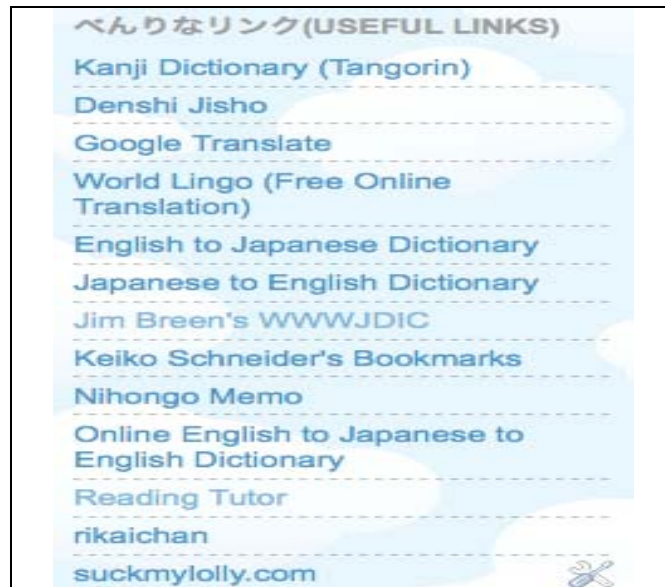 べんりなリンク(USEFUL LINKS)
Kanji Dictionary (Tangorin)
Denshi Jisho
Google Translate
World Lingo (Free Online
Translation)
English to Japanese Dictionary
Japanese to English Dictionary
Jim Breen's WWWJDIC
Keiko Schneider's Bookmarks
Nihongo Memo
Online English to Japanese to
English Dictionary
Reading Tutor
rikaichan
suckmylolly.com